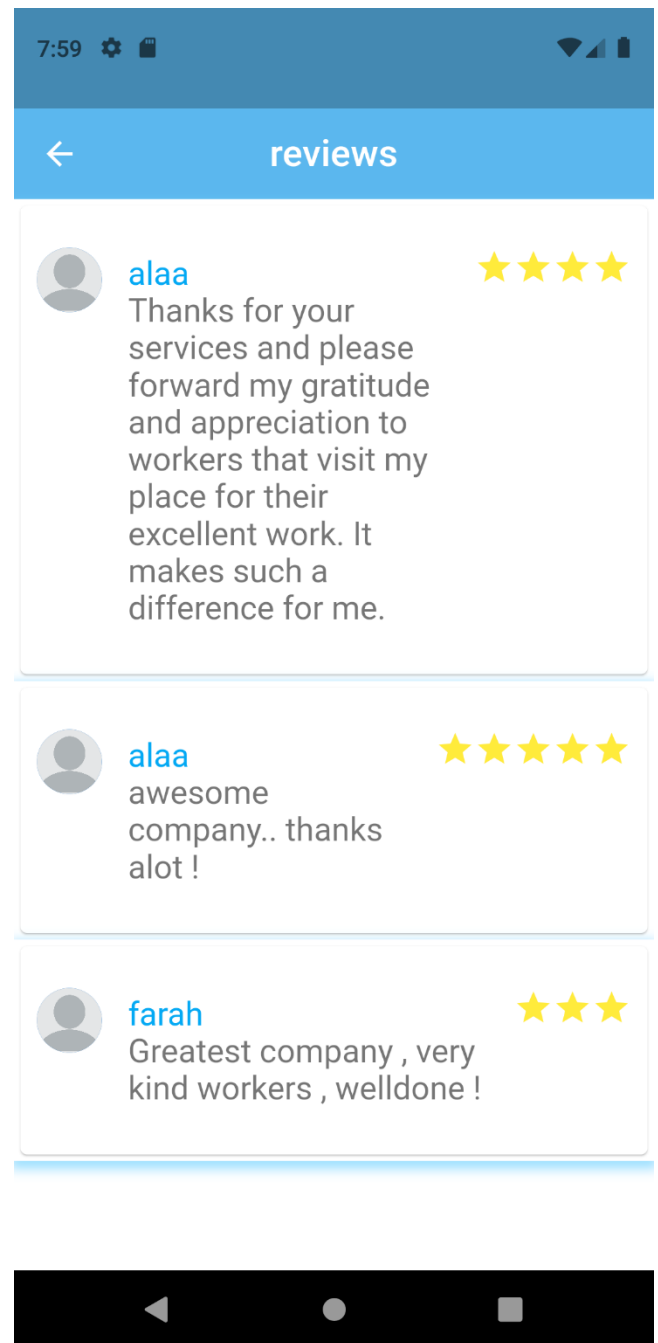 7:59
reviews
alaa
Thanks for your
services and please
forward my gratitude
and appreciation to
workers that visit my
place for their
excellent work. It
makes such a
difference for me.
alaa
awesome
company.. thanks
alot !
farah
Greatest company , very
kind workers , welldone !